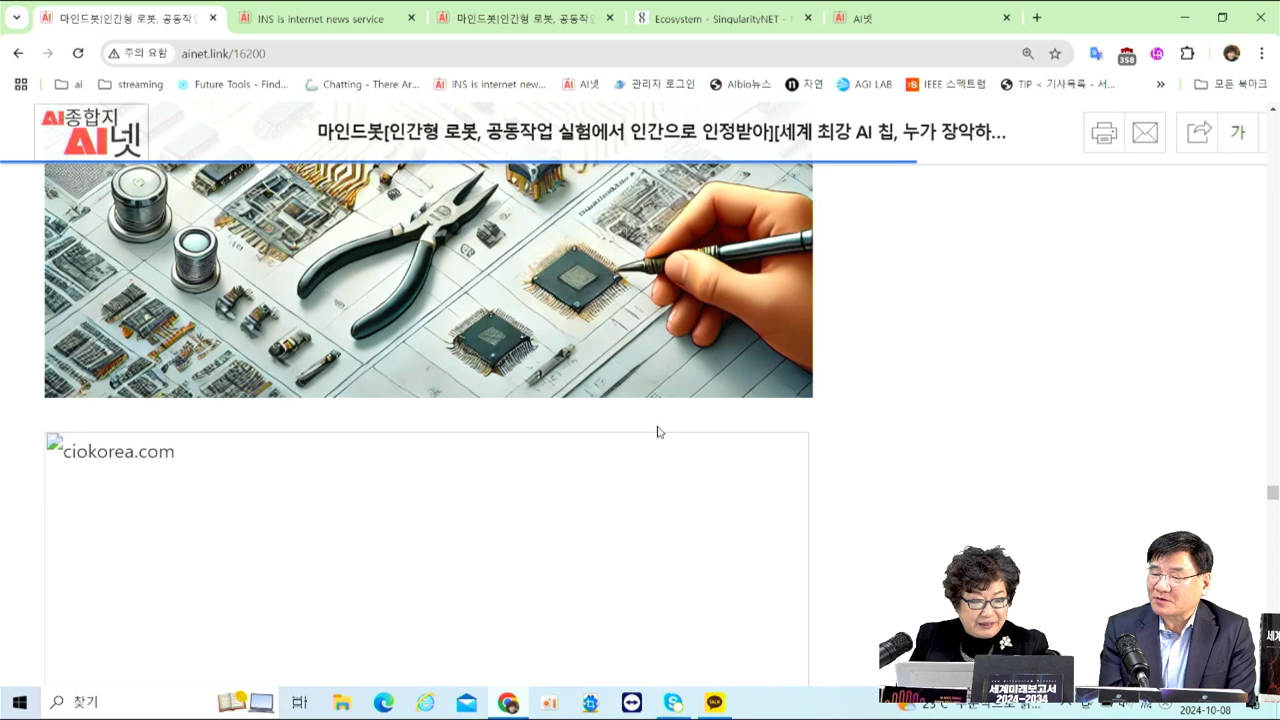 마인드봇[인간형 로봇, 공동작
INS is internet news service
마인드봇[인간형 로봇, 공동작
Ecosystem - SingularityNET -
AI넷
주의 요함
ainet.link/16200
358
ai
streaming
Future Tools - Find...
Chatting - There Ar...
INS is internet new...
AI넷
관리자 로그인
AIbio뉴스
자연
AGI LAB
IEEE 스펙트럼
TIP < 기사목록 - 서...
모든 북마크
AI종합지
AI넷
마인드봇[인간형 로봇, 공동작업 실험에서 인간으로 인정받아][세계 최강 AI 칩, 누가 장악하...
가
ciokorea.com
세계미래보고서
2024-2034
찾기
TALK
23°C
2024-10-08